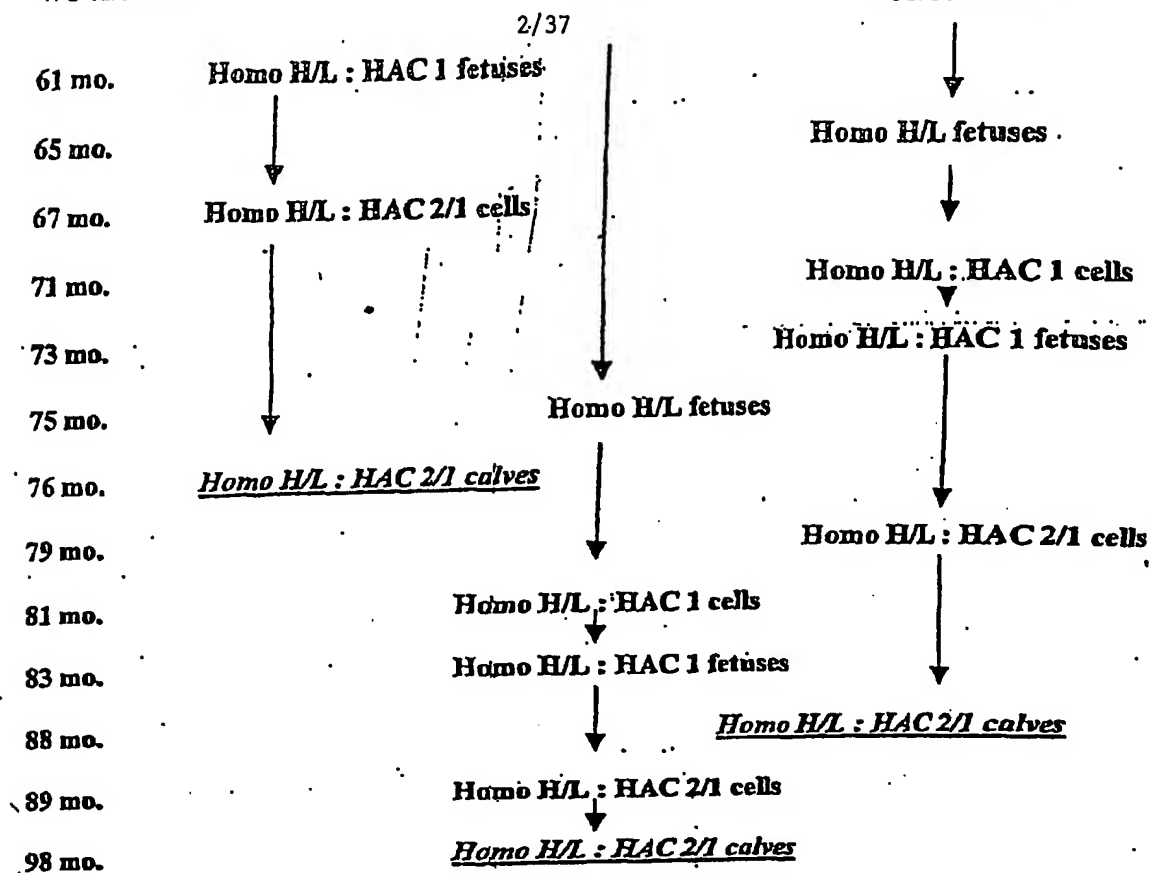 2/37
61 mo.
Homo H/L : HAC 1 fetuses
65 mo.
Homo H/L fetuses
67 mo.
Homo H/L : HAC 2/1 cells
71 mo.
Homo H/L : HAC 1 cells
73 mo.
Homo H/L : HAC 1 fetuses
75 mo.
Homo H/L fetuses
76 mo.
Homo H/L : HAC 2/1 calves
79 mo.
Homo H/L : HAC 2/1 cells
81 mo.
Homo H/L : HAC 1 cells
83 mo.
Homo H/L : HAC 1 fetuses
88 mo.
Homo H/L : HAC 2/1 calves
89 mo.
Homo H/L : HAC 2/1 cells
98 mo.
Homo H/L : HAC 2/1 calves